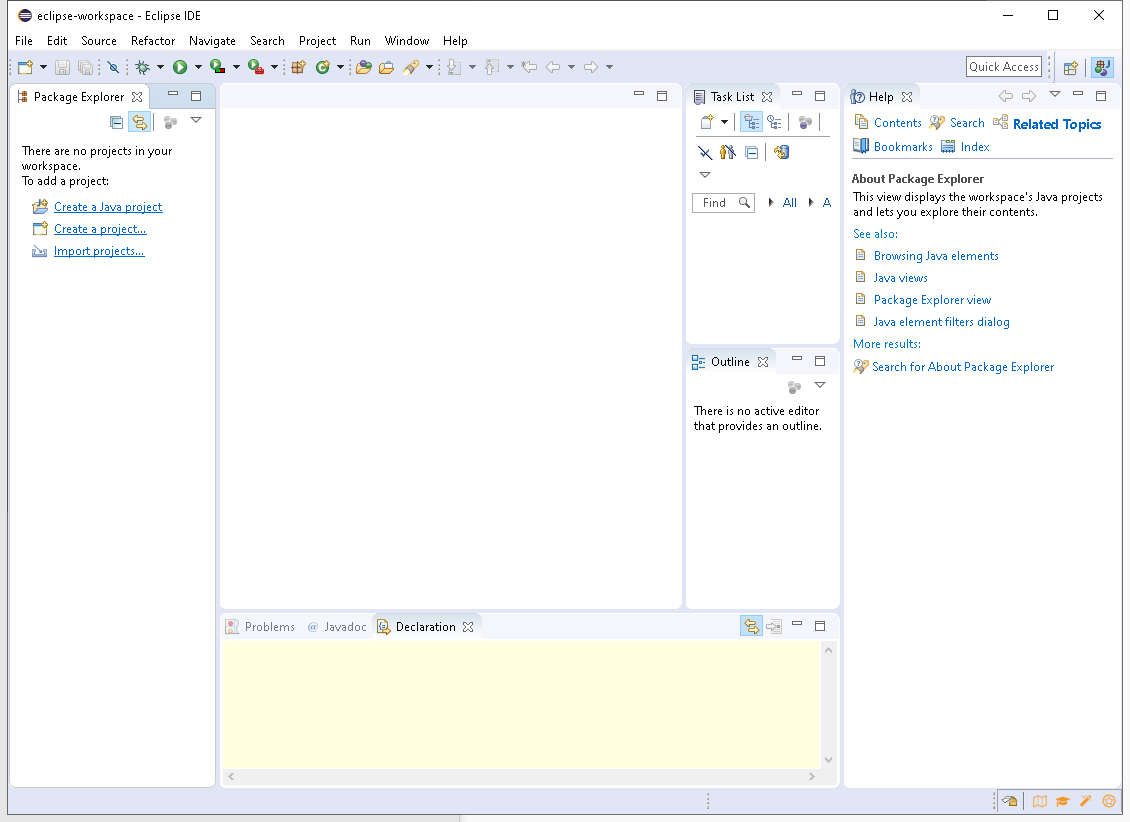 eclipse-workspace - Eclipse IDE
File Edit Source Refactor Navigate Search Project Run Window Help
Quick Access
Package Explorer
There are no projects in your
workspace.
To add a project:
Create a Java project
Create a project...
Import projects...
Task List
Find All A
Outline
There is no active editor
that provides an outline.
Problems @ Javadoc Declaration
Help
Contents Search Related Topics
Bookmarks Index
About Package Explorer
This view displays the workspace's Java projects
and lets you explore their contents.
See also:
Browsing Java elements
Java views
Package Explorer view
Java element filters dialog
More results:
Search for About Package Explorer